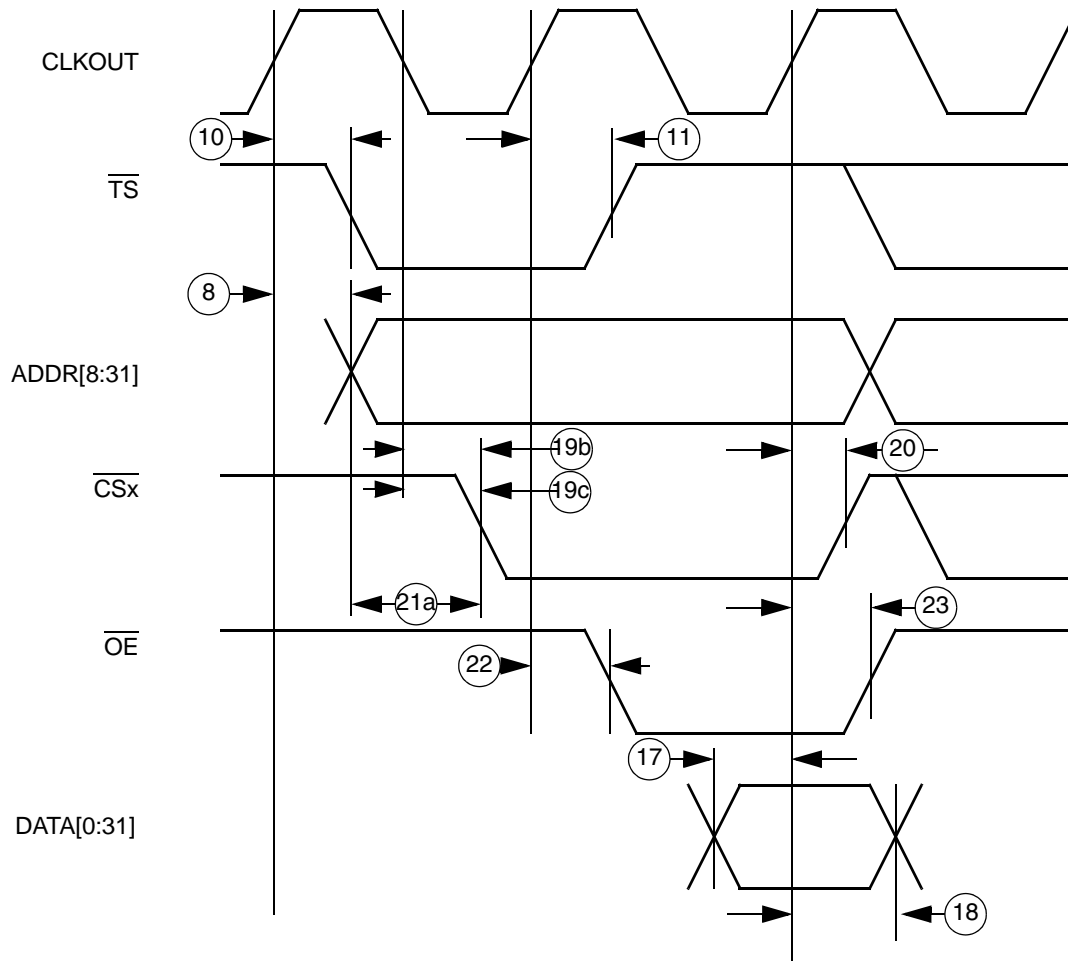 CLKOUT
10
11
TS
8
ADDR[8:31]
19b
20
CSx
19c
21a
23
OE
22
17
DATA[0:31]
18